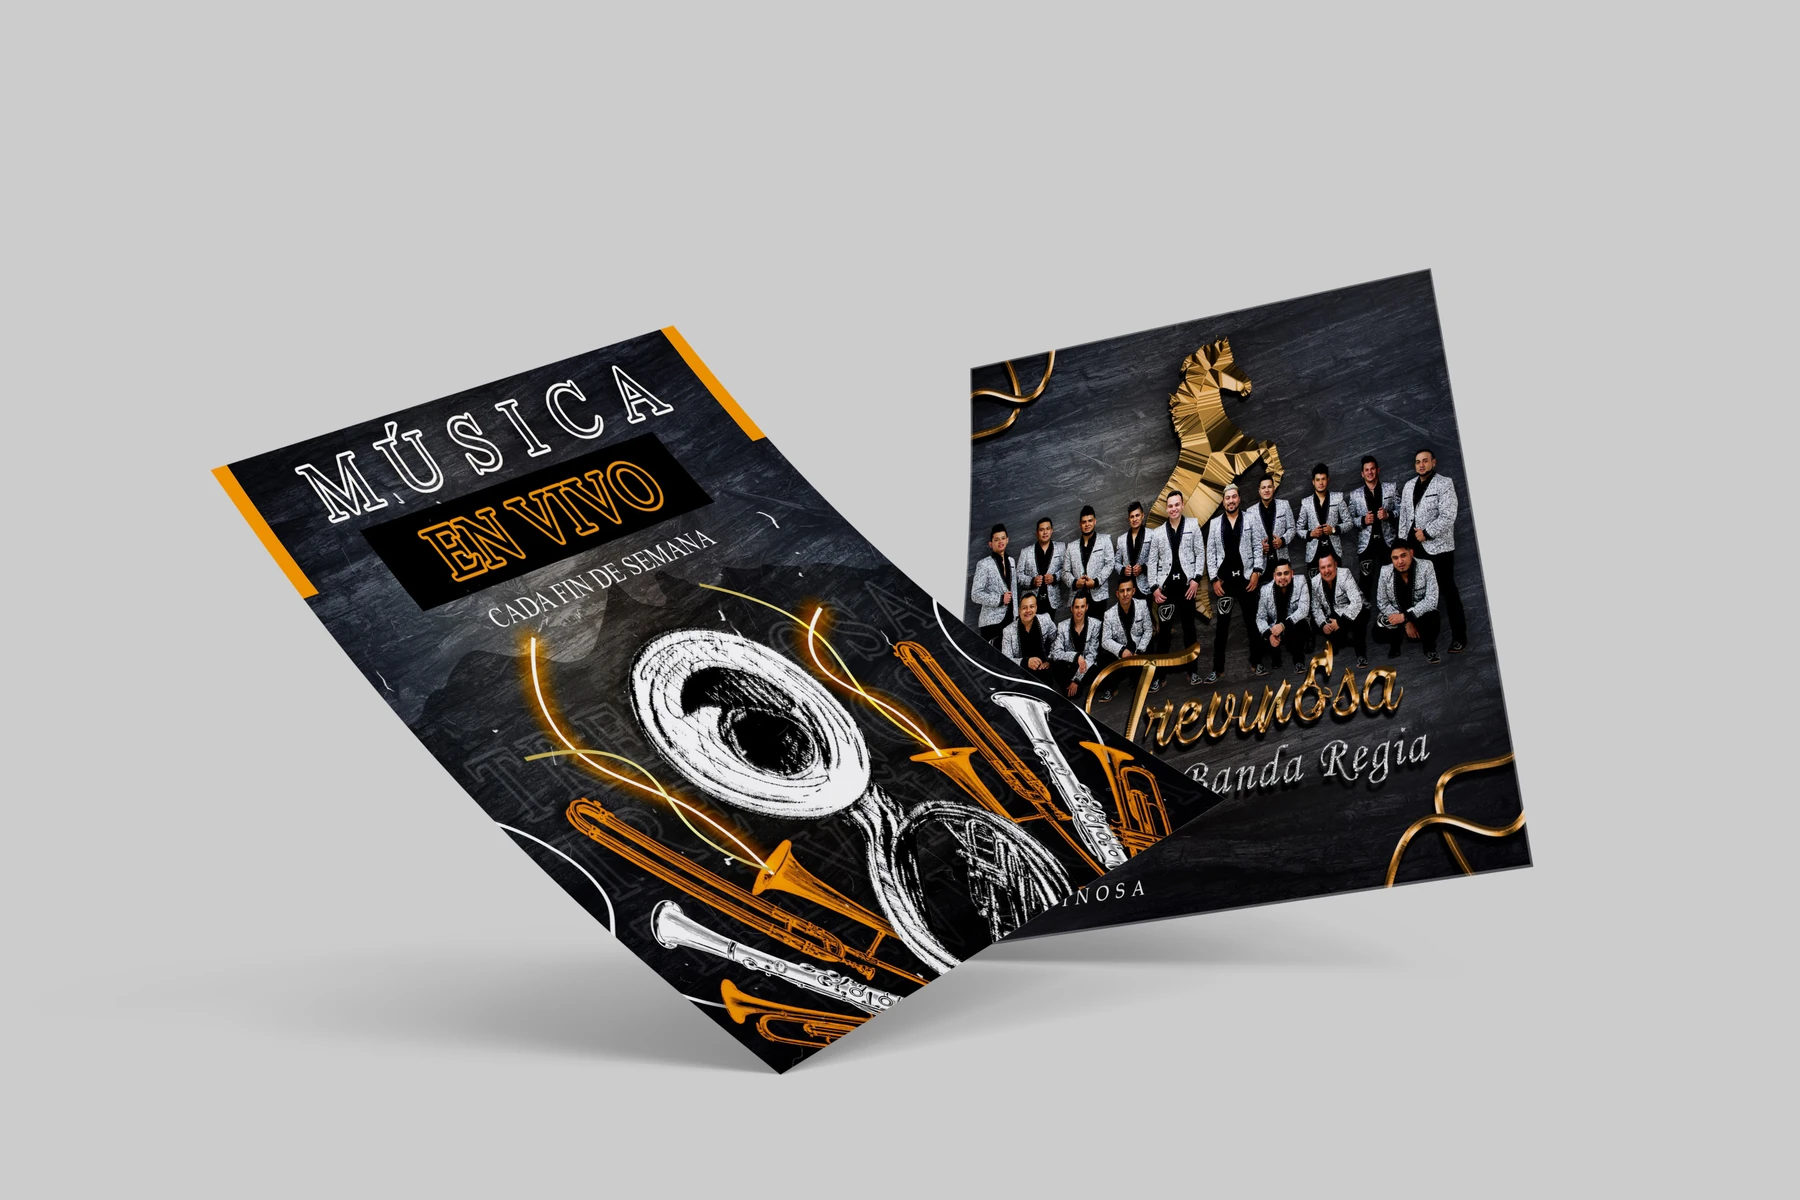 MÚSICA
EN VIVO
CADA FIN DE SEMANA
Trevinosa
Banda Regia
INOSA